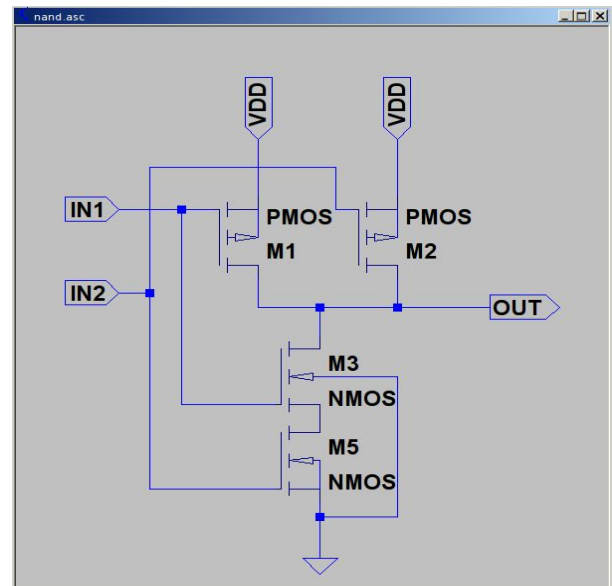 nand.asc
VDD
VDD
IN1
PMOS
PMOS
M1
M2
IN2
OUT
M3
NMOS
M5
NMOS